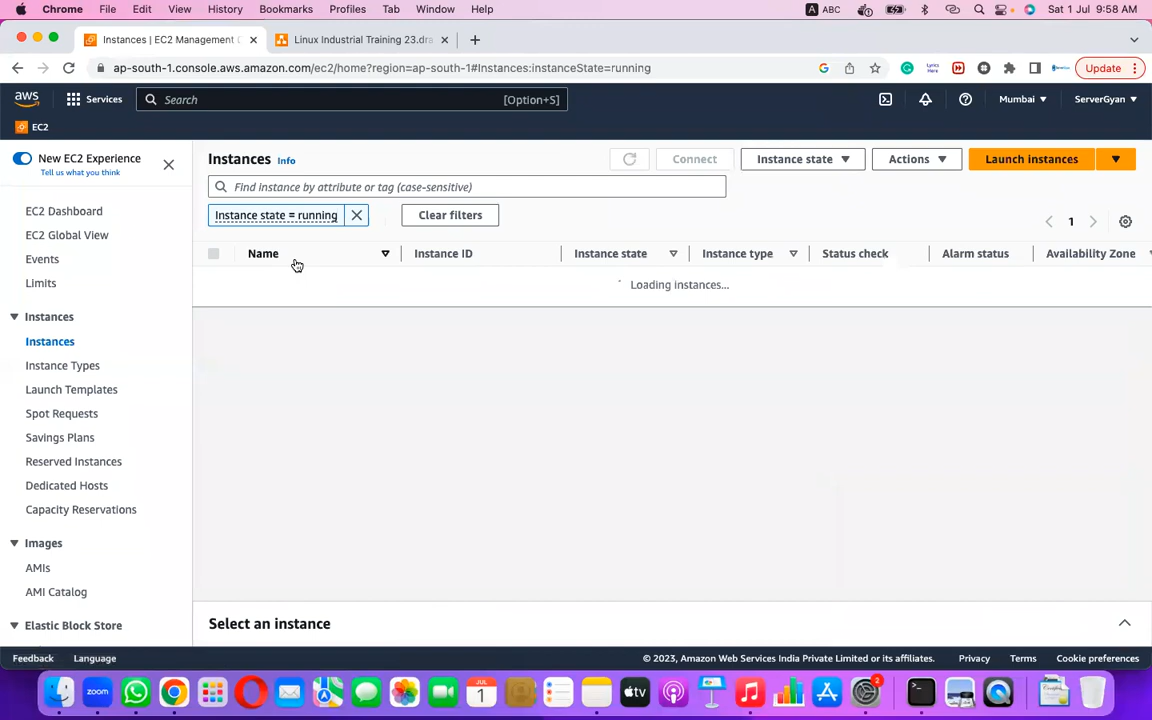 Chrome File Edit View History Bookmarks Profiles Tab Window Help A ABC Sat 1 Jul 9:58 AM
Instances | EC2 Management C Linux Industrial Training 23.dra
ap-south-1.console.aws.amazon.com/ec2/home?region=ap-south-1#Instances:instanceState=running Update
aws Services Search [Option+S] Mumbai ServerGyan
EC2
New EC2 Experience
Tell us what you think
EC2 Dashboard
EC2 Global View
Events
Limits
Instances
Instances
Instance Types
Launch Templates
Spot Requests
Savings Plans
Reserved Instances
Dedicated Hosts
Capacity Reservations
Images
AMIs
AMI Catalog
Elastic Block Store
Instances Info Connect Instance state Actions Launch instances
Find instance by attribute or tag (case-sensitive)
Instance state = running Clear filters 1
Name Instance ID Instance state Instance type Status check Alarm status Availability Zone
Loading instances...
Select an instance
Feedback Language © 2023, Amazon Web Services India Private Limited or its affiliates. Privacy Terms Cookie preferences
zoom JUL 1 tv 2